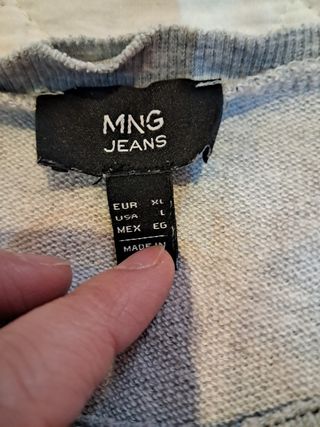 MNG
JEANS
EUR XL
USA L
MEX EG
MADE IN